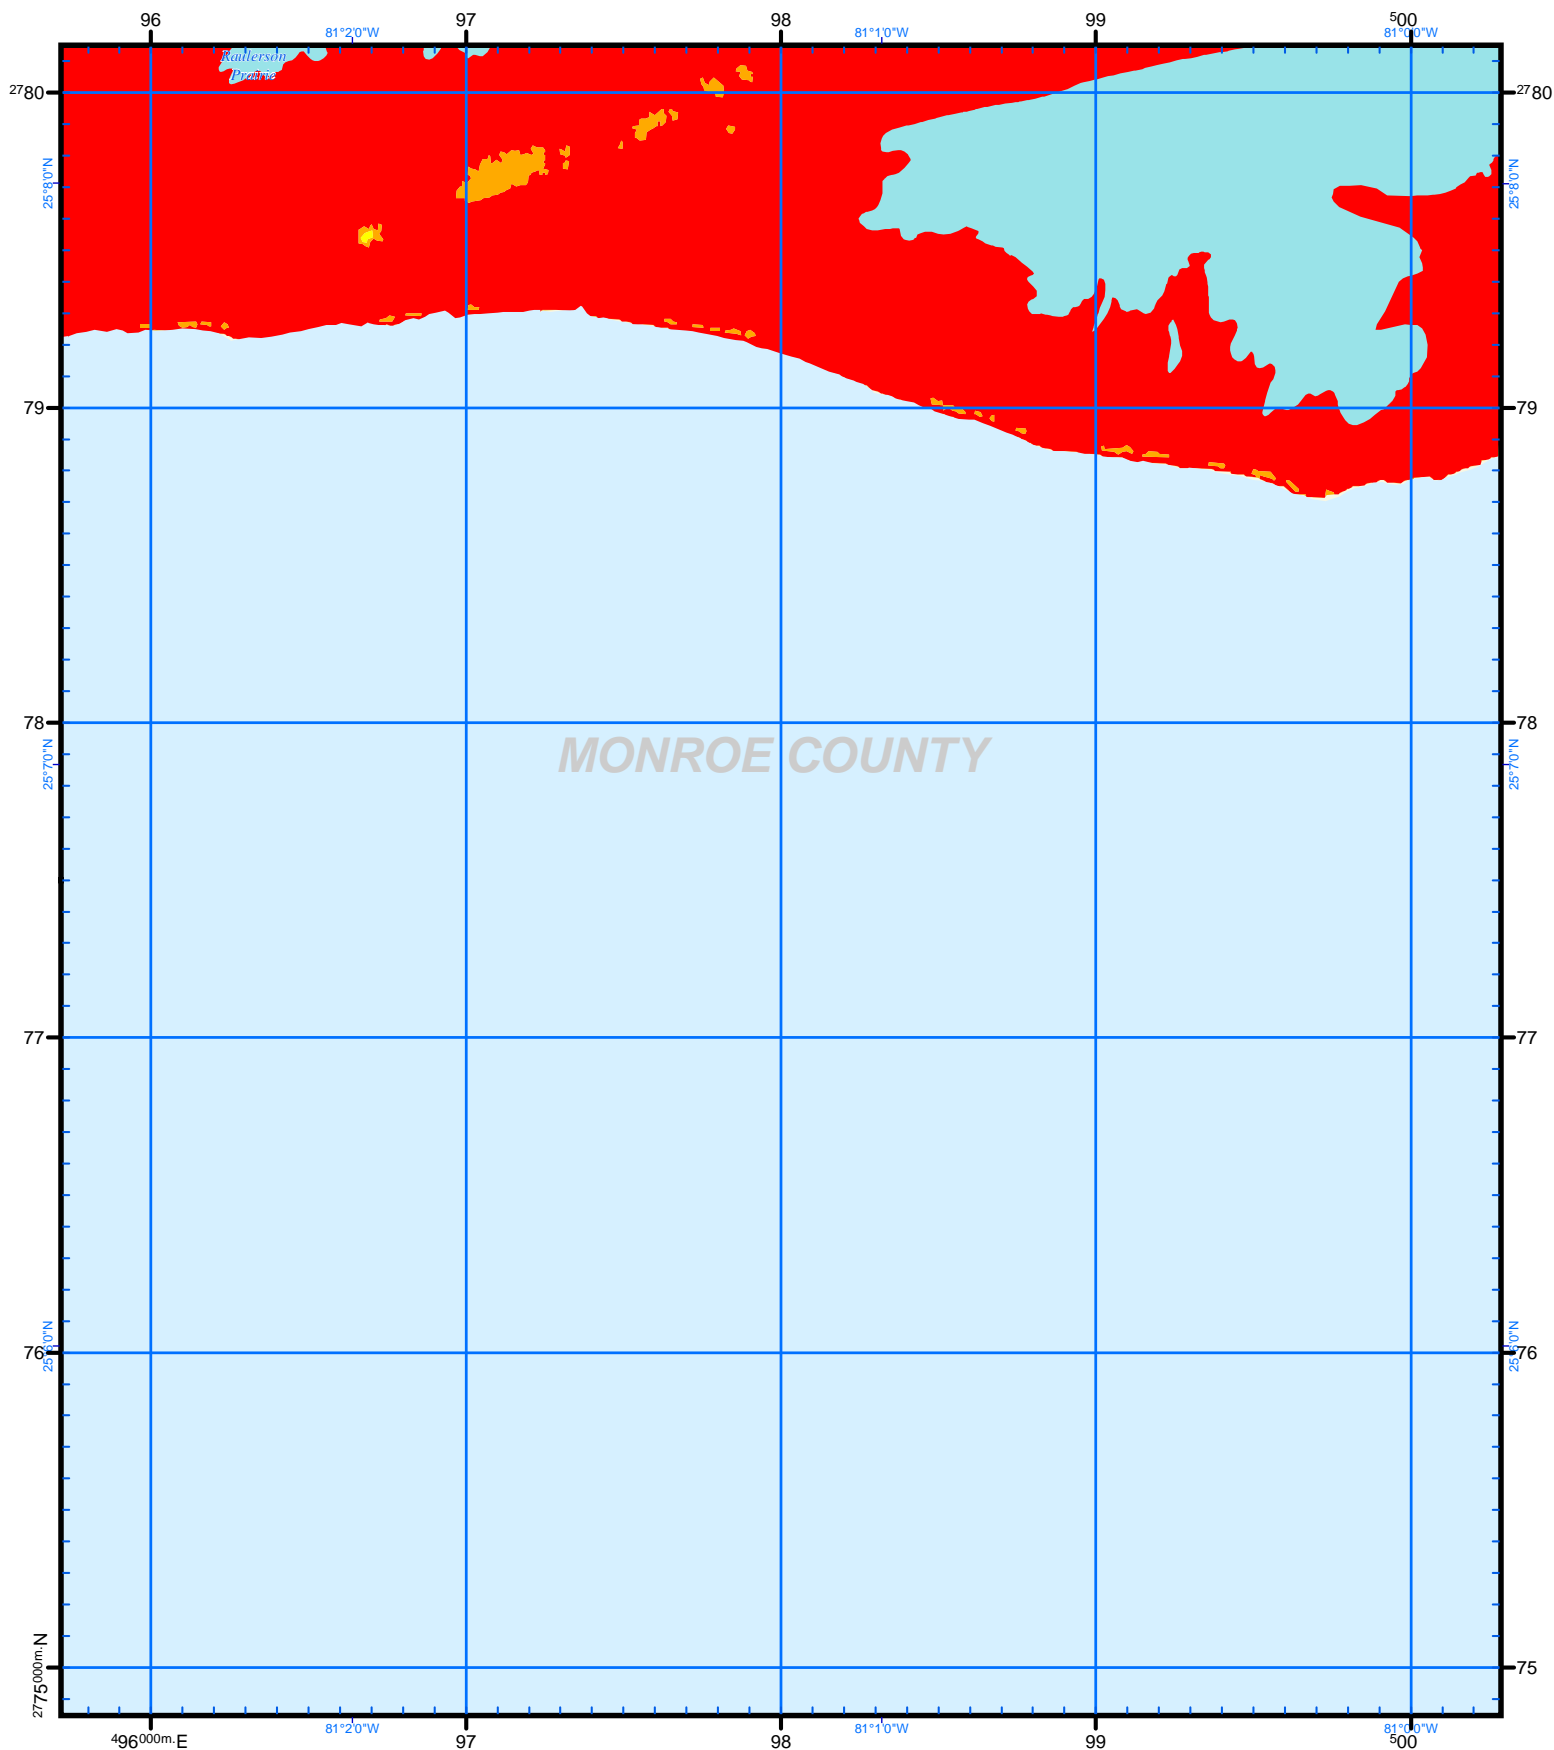 96 97 98 99 ⁵00
81°2'0"W 81°1'0"W 81°0'0"W
Raulerson
Prairie
²⁷80 ²⁷80
25°8'0"N 25°8'0"N
79 79
78 78
MONROE COUNTY
25°7'0"N 25°7'0"N
77 77
25°6'0"N 25°6'0"N
76 76
2775⁰⁰⁰ᵐ·N 75
81°2'0"W 81°1'0"W 81°0'0"W
⁴96⁰⁰⁰ᵐ·E 97 98 99 ⁵00